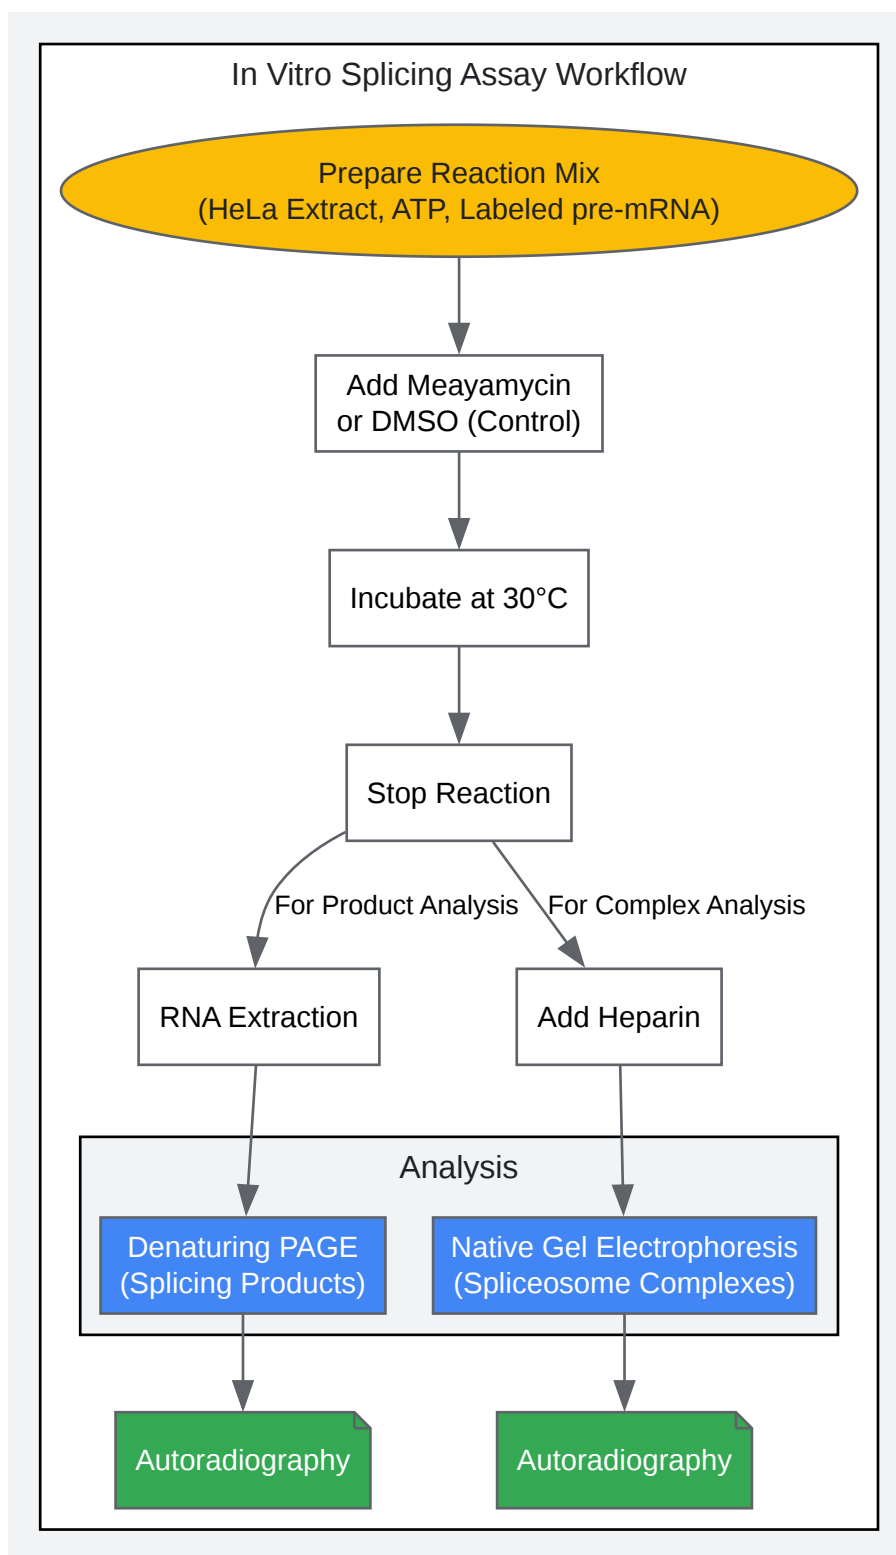 In Vitro Splicing Assay Workflow
Prepare Reaction Mix
(HeLa Extract, ATP, Labeled pre-mRNA)
Add Meayamycin
or DMSO (Control)
Incubate at 30°C
Stop Reaction
For Product Analysis
For Complex Analysis
RNA Extraction
Add Heparin
Analysis
Denaturing PAGE
(Splicing Products)
Native Gel Electrophoresis
(Spliceosome Complexes)
Autoradiography
Autoradiography